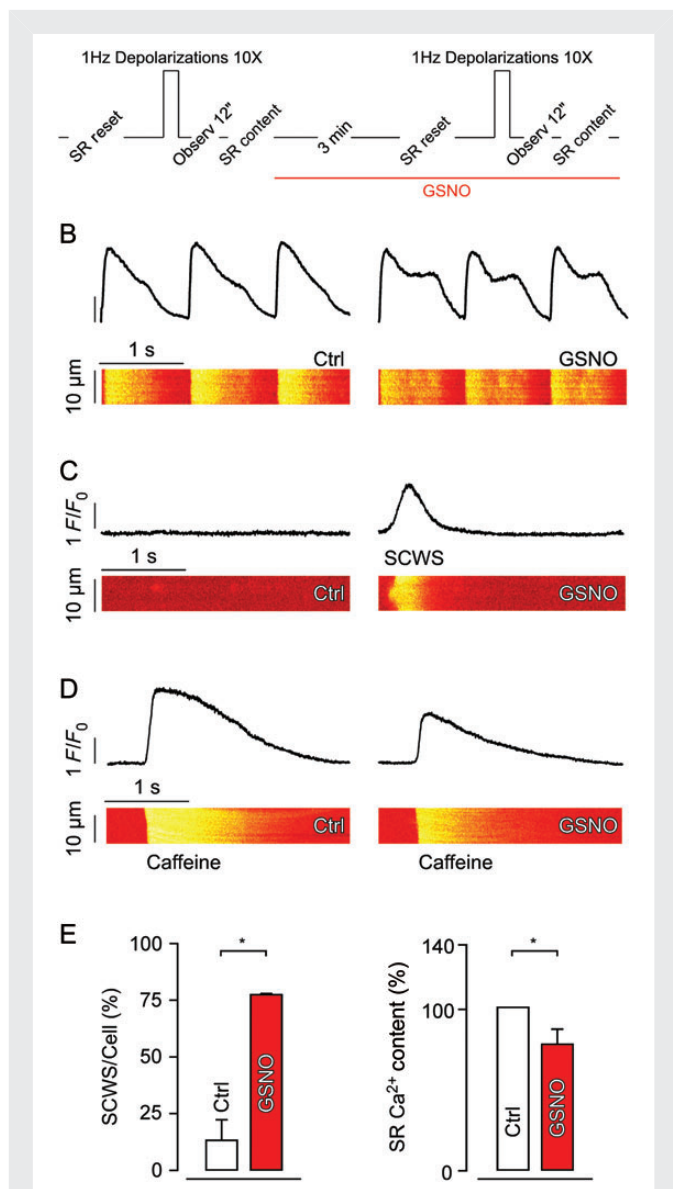 1Hz Depolarizations 10X 1Hz Depolarizations 10X
SR reset Observ 12" SR content 3 min SR reset Observ 12" SR content
GSNO
B
1 s
Ctrl GSNO
10 µm
C
1 F/F0
SCWS
1 s
10 µm
Ctrl GSNO
D
1 F/F0
1 s
10 µm
Ctrl GSNO
Caffeine Caffeine
E
SCWS/Cell (%)
100
75
50
25
0
*
Ctrl
GSNO
SR Ca2+ content (%)
140
100
0
*
Ctrl
GSNO